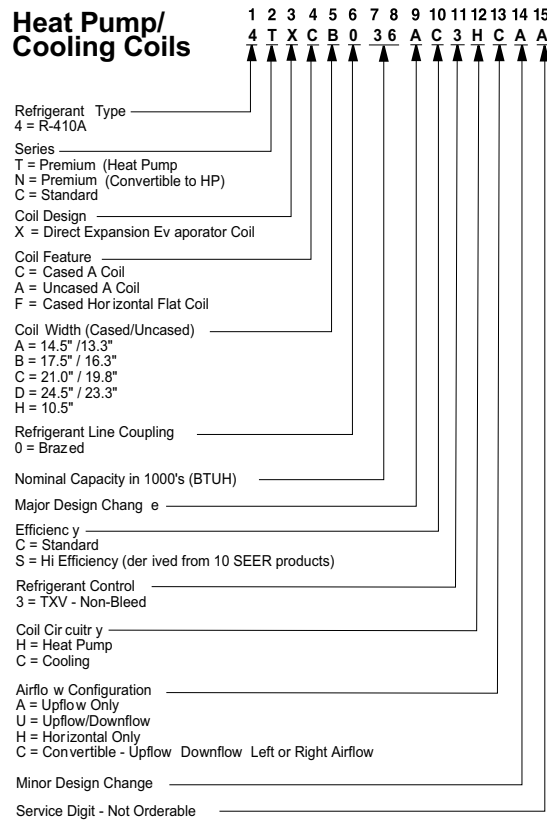 Heat Pump/
Cooling Coils
1 2 3 4 5 6 7 8 9 10 11 12 13 14 15
4 T X C B 0 3 6 A C 3 H C A A
Refrigerant Type
4 = R-410A
Series
T = Premium (Heat Pump
N = Premium (Convertible to HP)
C = Standard
Coil Design
X = Direct Expansion Ev aporator Coil
Coil Feature
C = Cased A Coil
A = Uncased A Coil
F = Cased Hor izontal Flat Coil
Coil Width (Cased/Uncased)
A = 14.5" /13.3"
B = 17.5" / 16.3"
C = 21.0" / 19.8"
D = 24.5" / 23.3"
H = 10.5"
Refrigerant Line Coupling
0 = Brazed
Nominal Capacity in 1000's (BTUH)
Major Design Chang e
Efficienc y
C = Standard
S = Hi Efficiency (der ived from 10 SEER products)
Refrigerant Control
3 = TXV - Non-Bleed
Coil Cir cuitr y
H = Heat Pump
C = Cooling
Airflo w Configuration
A = Upflo w Only
U = Upflow/Downflow
H = Hor izontal Only
C = Convertible - Upflow Downflow Left or Right Airflow
Minor Design Change
Service Digit - Not Orderable